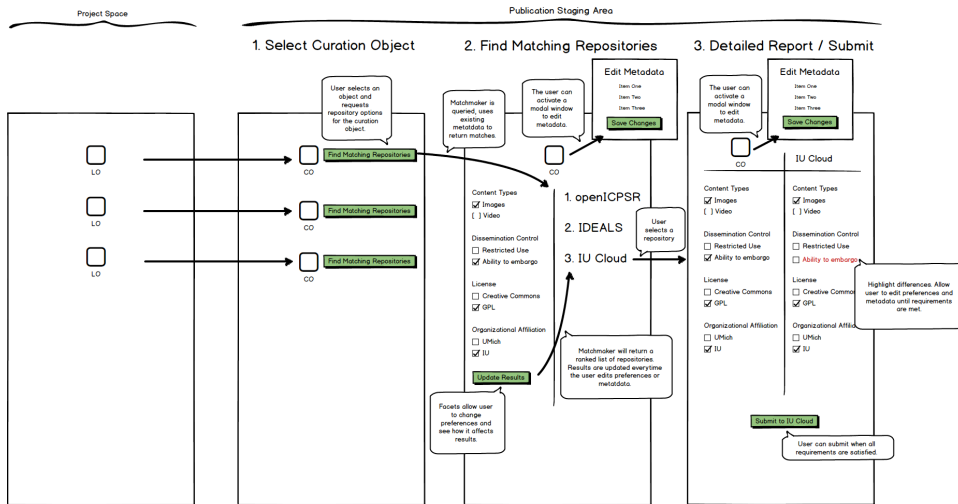 Project Space
Publication Staging Area
1. Select Curation Object
2. Find Matching Repositories
3. Detailed Report / Submit
LO
LO
LO
User selects an
object and
requests
repository options
for the curation
object.
Find Matching Repositories
CO
Find Matching Repositories
CO
Find Matching Repositories
CO
Matchmaker is
queried, uses
existing
metatdata to
return matches.
The user can
activate a
modal window
to edit
metadata.
Edit Metadata
Item One
Item Two
Item Three
Save Changes
CO
Content Types
Images
[ ] Video
Dissemination Control
Restricted Use
Ability to embargo
License
Creative Commons
GPL
Organizational Affiliation
UMich
IU
Update Results
Facets allow user
to change
preferences and
see how it affects
results.
1. openICPSR
2. IDEALS
3. IU Cloud
User
selects a
repository
Matchmaker will return a
ranked list of repositories.
Results are updated everytime
the user edits preferences or
metatdata.
The user can
activate a
modal window
to edit
metadata.
Edit Metadata
Item One
Item Two
Item Three
Save Changes
CO
IU Cloud
Content Types
Images
[ ] Video
Dissemination Control
Restricted Use
Ability to embargo
License
Creative Commons
GPL
Organizational Affiliation
UMich
IU
Content Types
Images
[ ] Video
Dissemination Control
Restricted Use
Ability to embargo
License
Creative Common
GPL
Organizational Affilia
UMich
IU
Highlight differences. Allow
user to edit preferences and
metadata until requirements
are met.
Submit to IU Cloud
User can submit when all
requirements are satisfied.